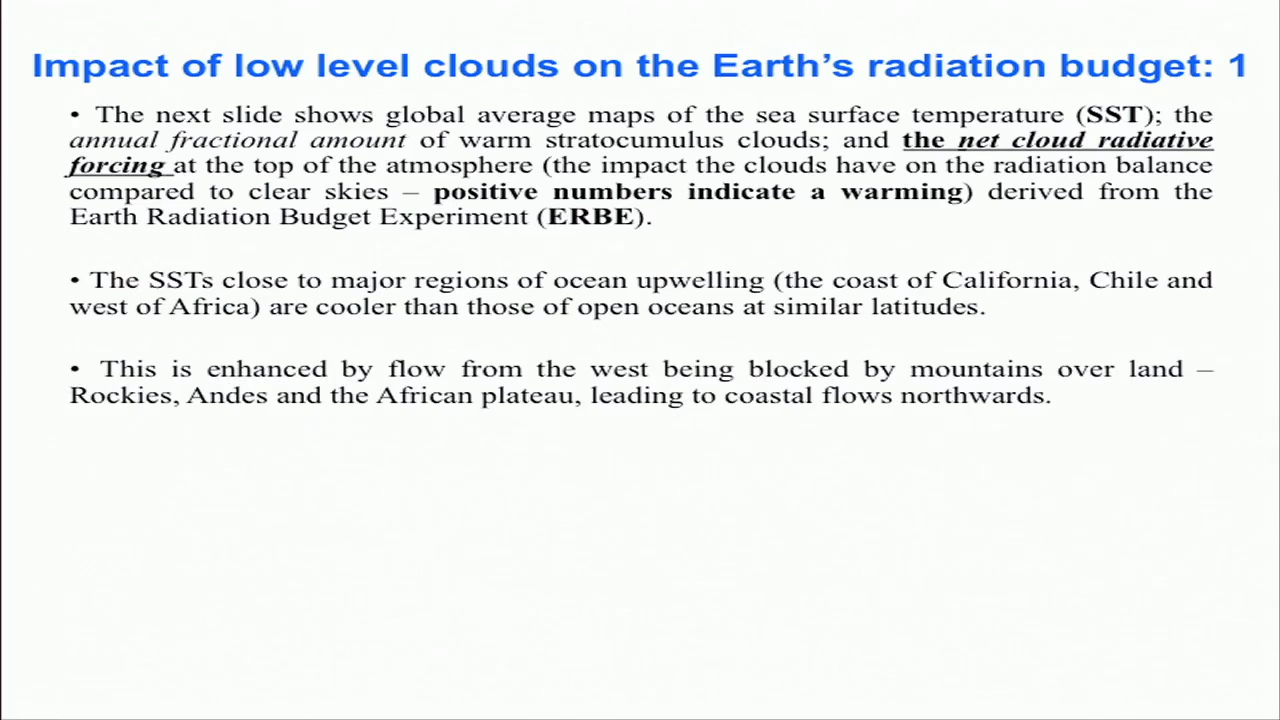 Impact of low level clouds on the Earth's radiation budget: 1
• The next slide shows global average maps of the sea surface temperature (SST); the
annual fractional amount of warm stratocumulus clouds; and the net cloud radiative
forcing at the top of the atmosphere (the impact the clouds have on the radiation balance
compared to clear skies – positive numbers indicate a warming) derived from the
Earth Radiation Budget Experiment (ERBE).
• The SSTs close to major regions of ocean upwelling (the coast of California, Chile and
west of Africa) are cooler than those of open oceans at similar latitudes.
• This is enhanced by flow from the west being blocked by mountains over land –
Rockies, Andes and the African plateau, leading to coastal flows northwards.